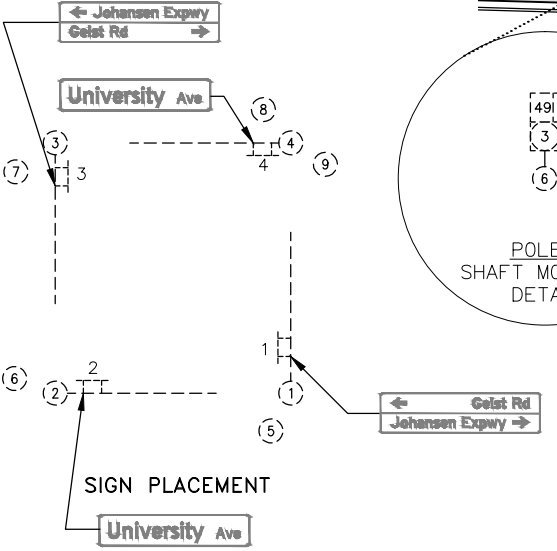 ← Johansen Expwy
Geist Rd →
University Ave
8
3
4
7
3
4
9
49
3
6
POLE
SHAFT MO
DETA
1
2
6
2
1
← Geist Rd
Johansen Expwy →
5
SIGN PLACEMENT
University Ave